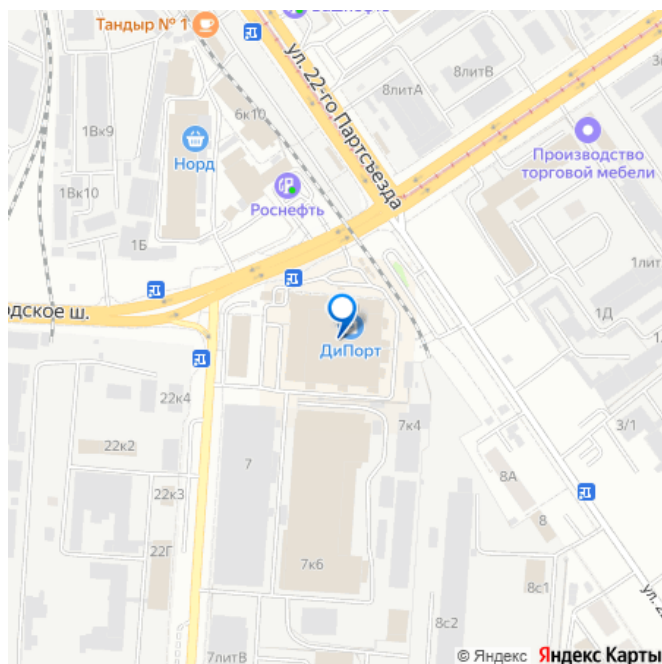 Тандыр № 1
ул. 22-го Партсъезда
8литА
8литВ
6к10
1Вк9
Норд
Производство
торговой мебели
1Вк10
Роснефть
1Б
одское ш.
1Д
ДиПорт
22к4
22к2
7
7к4
3/1
8А
22к3
8
22Г
7к6
8с1
8с2
7литВ
© Яндекс Яндекс Карты